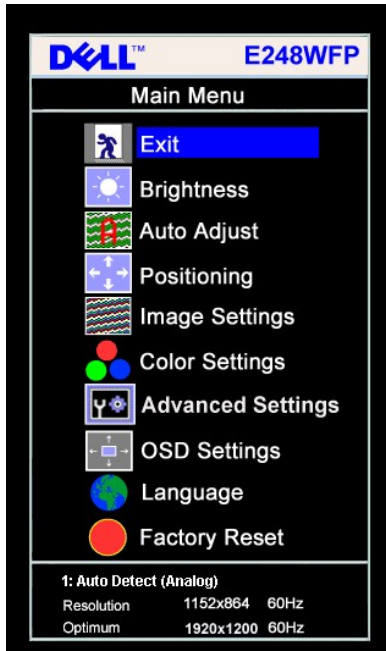 DELL™ E248WFP
Main Menu
Exit
Brightness
Auto Adjust
Positioning
Image Settings
Color Settings
Advanced Settings
OSD Settings
Language
Factory Reset
1: Auto Detect (Analog)
Resolution 1152x864 60Hz
Optimum 1920x1200 60Hz